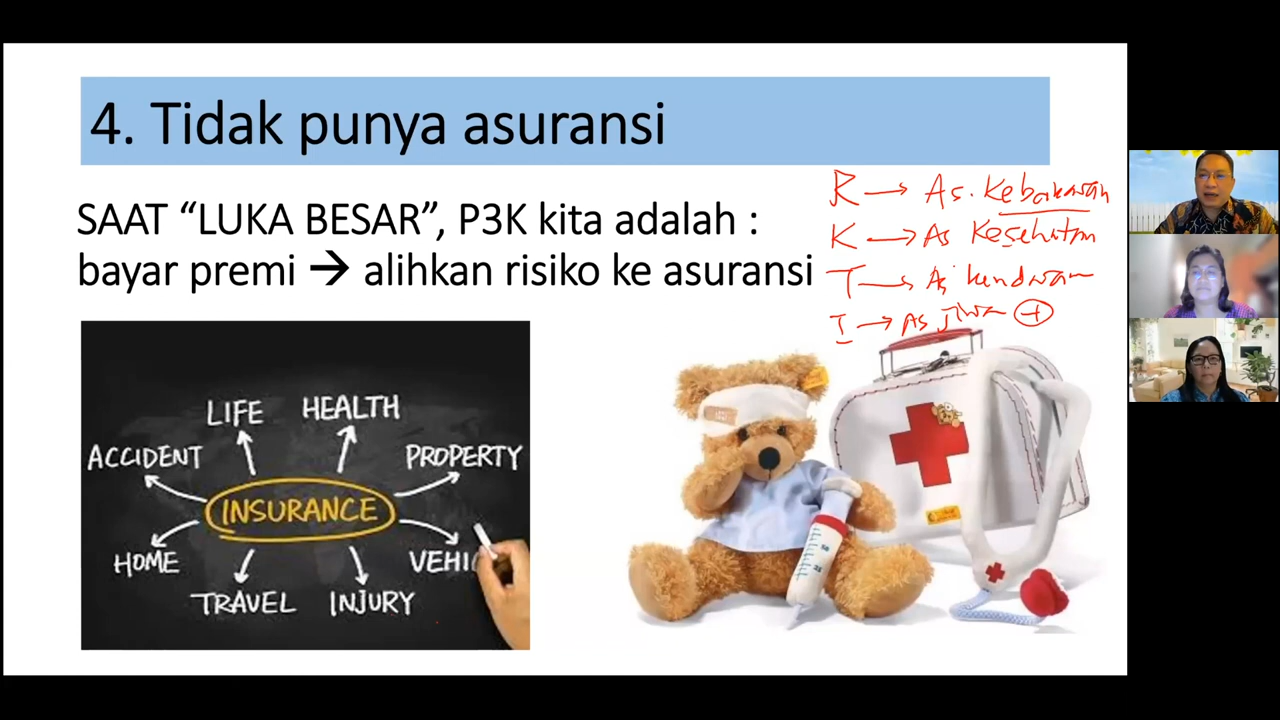 4. Tidak punya asuransi
SAAT “LUKA BESAR”, P3K kita adalah :
bayar premi → alihkan risiko ke asuransi
R → As. Kebakaran
K → As Kesehatan
T → As
I → As Jiwa +
LIFE
HEALTH
ACCIDENT
PROPERTY
INSURANCE
HOME
VEHIC
TRAVEL
INJURY